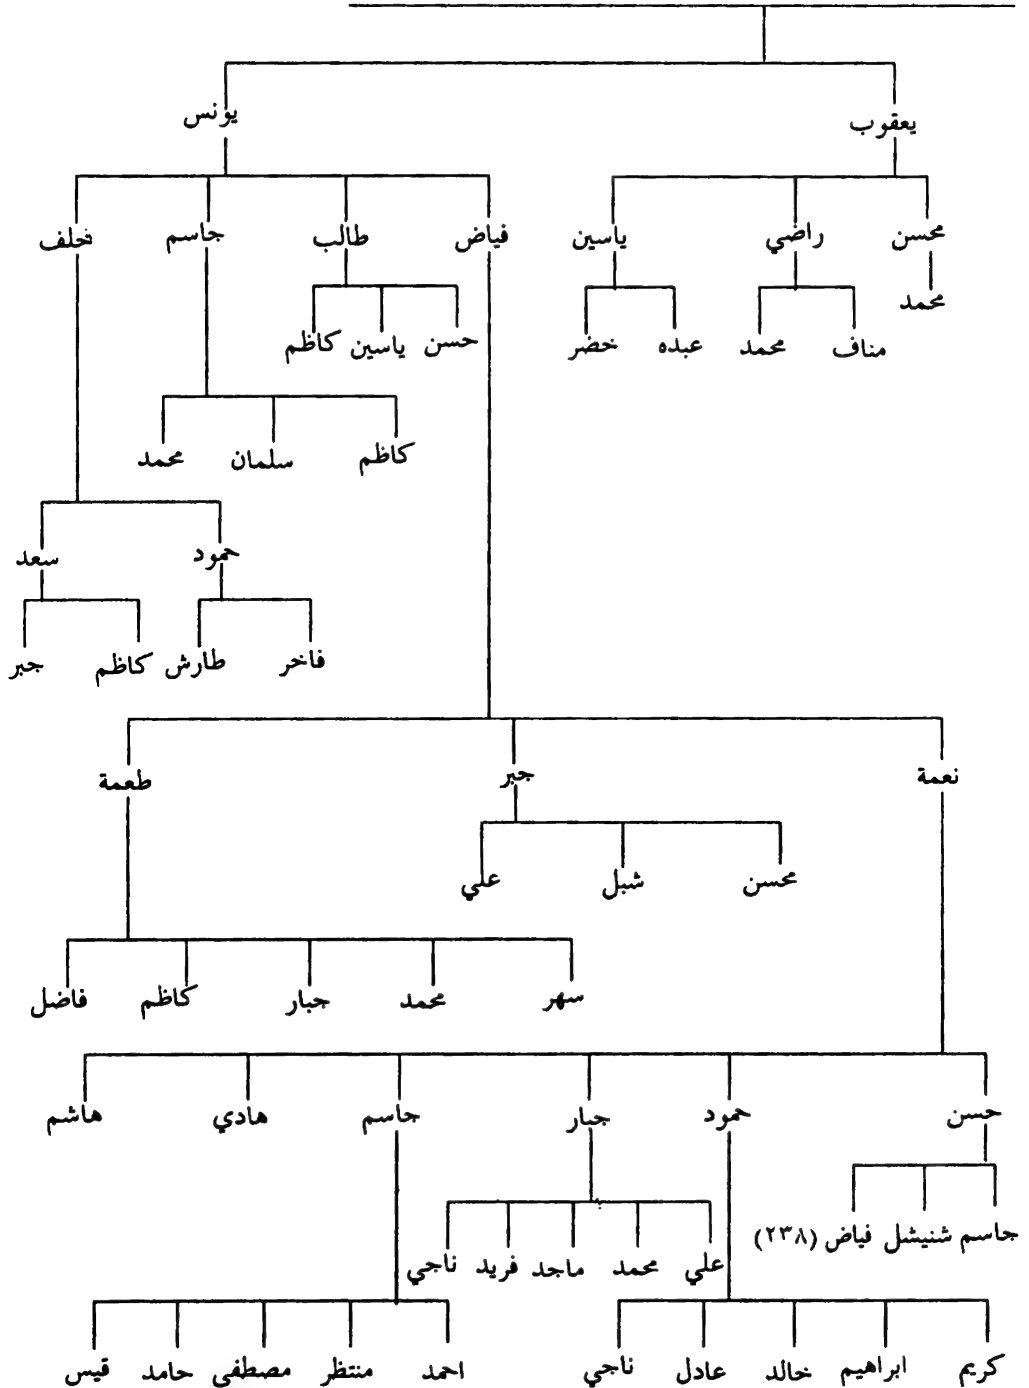 يعقوب يونس
محسن راضي ياسين فياض طالب جاسم خلف
محمد
مناف محمد عبده خضر حسن ياسين كاظم
كاظم سلمان محمد
حمود سعد
فاخر طارش كاظم جبر
نعمة جبر طعمة
محسن شبل علي
سهر محمد جبار كاظم فاضل
حسن حمود جبار جاسم هادي هاشم
جاسم شنيشل فياض (٢٣٨)
علي محمد ماجد فريد ناجي
كريم ابراهيم خالد عادل ناجي احمد منتظر مصطفى حامد قيس